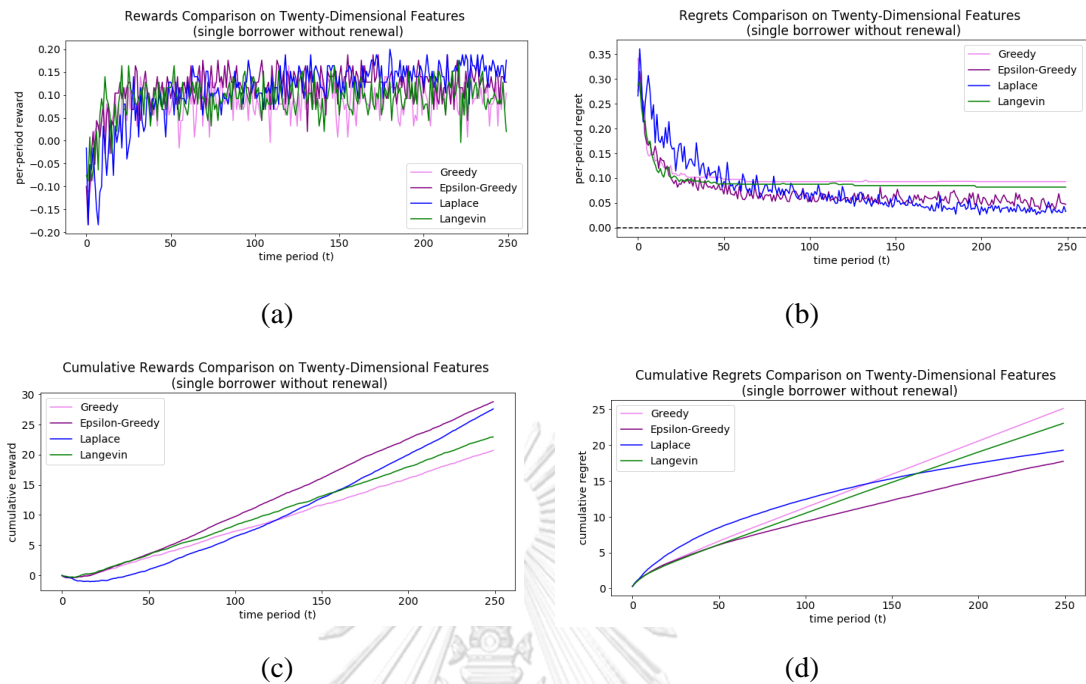 Rewards Comparison on Twenty-Dimensional Features
(single borrower without renewal)
per-period reward
0.20
0.15
0.10
0.05
0.00
−0.05
−0.10
−0.15
−0.20
0
50
100
150
200
250
time period (t)
Greedy
Epsilon-Greedy
Laplace
Langevin
(a)
Regrets Comparison on Twenty-Dimensional Features
(single borrower without renewal)
per-period regret
0.35
0.30
0.25
0.20
0.15
0.10
0.05
0.00
0
50
100
150
200
250
time period (t)
Greedy
Epsilon-Greedy
Laplace
Langevin
(b)
Cumulative Rewards Comparison on Twenty-Dimensional Features
(single borrower without renewal)
cumulative reward
30
25
20
15
10
5
0
0
50
100
150
200
250
time period (t)
Greedy
Epsilon-Greedy
Laplace
Langevin
(c)
Cumulative Regrets Comparison on Twenty-Dimensional Features
(single borrower without renewal)
cumulative regret
25
20
15
10
5
0
0
50
100
150
200
250
time period (t)
Greedy
Epsilon-Greedy
Laplace
Langevin
(d)